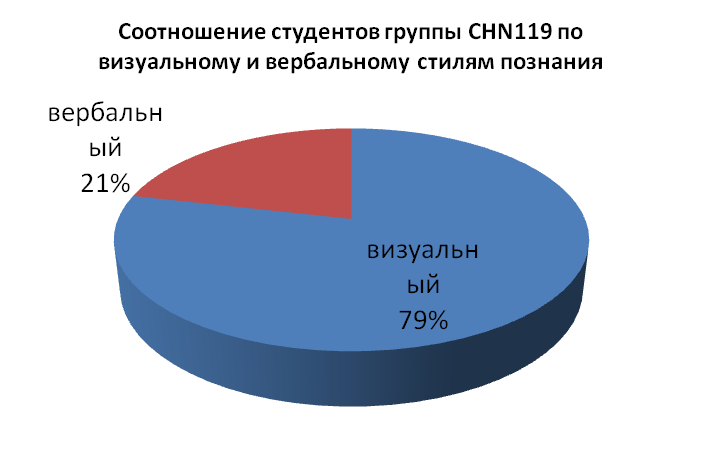 Соотношение студентов группы CHN119 по
визуальному и вербальному стилям познания
вербальн
ый
21%
визуальн
ый
79%